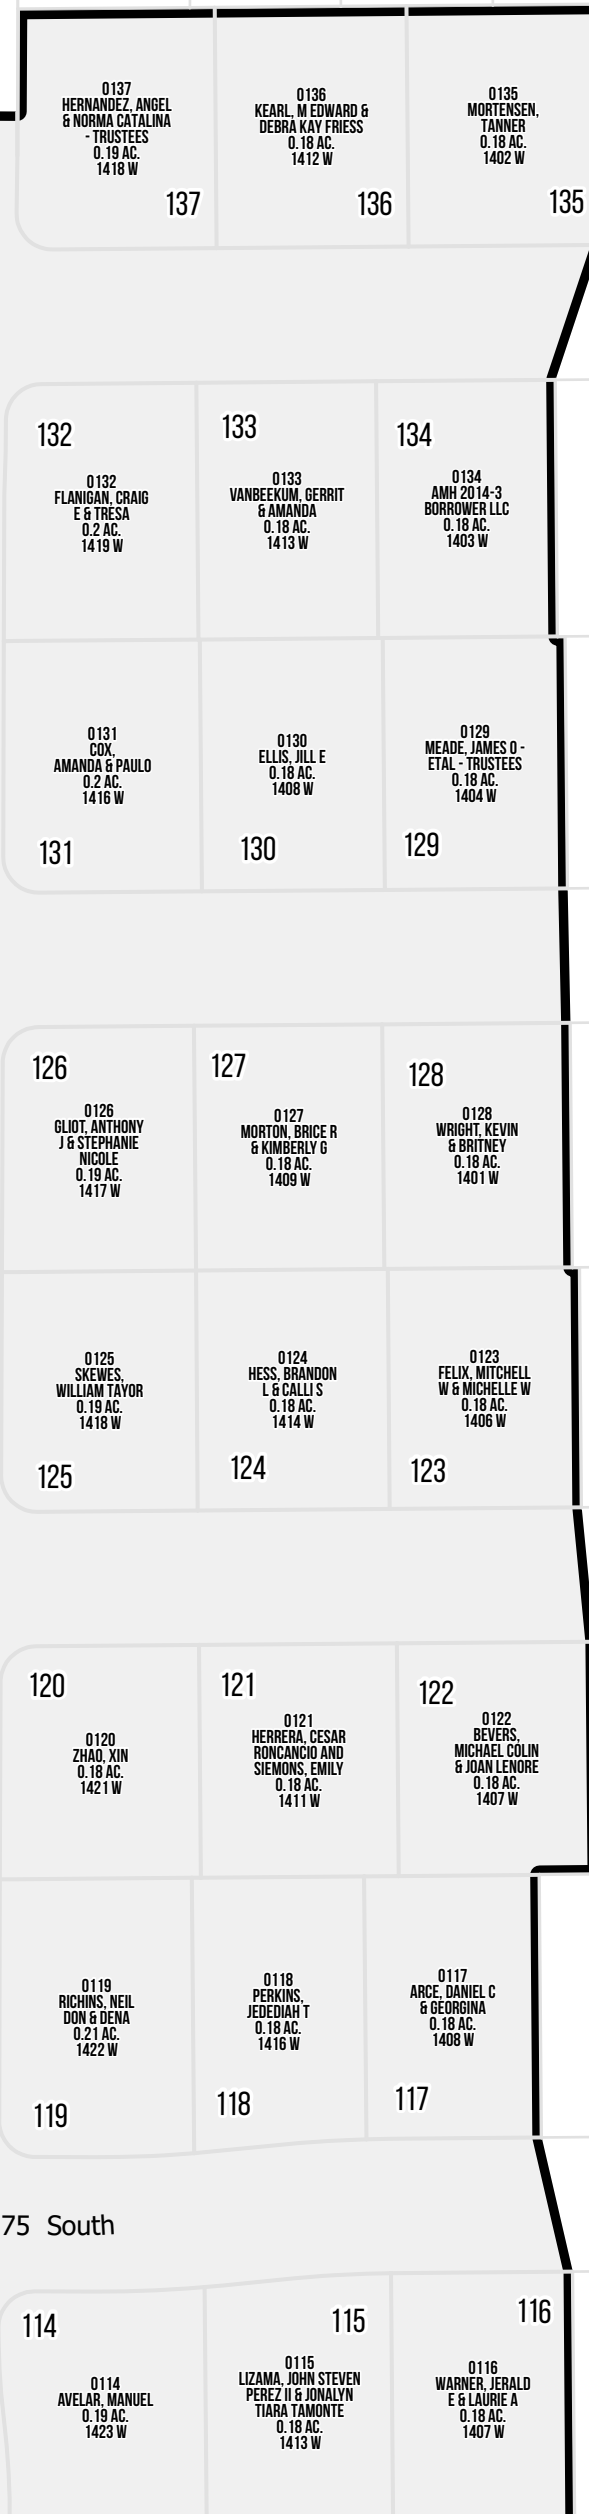 0137
HERNANDEZ, ANGEL
& NORMA CATALINA
- TRUSTEES
0.19 AC.
1418 W
137
0136
KEARL, M EDWARD &
DEBRA KAY FRIESS
0.18 AC.
1412 W
136
0135
MORTENSEN,
TANNER
0.18 AC.
1402 W
135
132
0132
FLANIGAN, CRAIG
E & TRESA
0.2 AC.
1419 W
133
0133
VANBEEKUM, GERRIT
& AMANDA
0.18 AC.
1413 W
134
0134
AMH 2014-3
BORROWER LLC
0.18 AC.
1403 W
0131
COX,
AMANDA & PAULO
0.2 AC.
1416 W
131
0130
ELLIS, JILL E
0.18 AC.
1408 W
130
0129
MEADE, JAMES O -
ETAL - TRUSTEES
0.18 AC.
1404 W
129
126
0126
GLIOT, ANTHONY
J & STEPHANIE
NICOLE
0.19 AC.
1417 W
127
0127
MORTON, BRICE R
& KIMBERLY G
0.18 AC.
1409 W
128
0128
WRIGHT, KEVIN
& BRITNEY
0.18 AC.
1401 W
0125
SKEWES,
WILLIAM TAYOR
0.19 AC.
1418 W
125
0124
HESS, BRANDON
L & CALLI S
0.18 AC.
1414 W
124
0123
FELIX, MITCHELL
W & MICHELLE W
0.18 AC.
1406 W
123
120
0120
ZHAO, XIN
0.18 AC.
1421 W
121
0121
HERRERA, CESAR
RONCANCIO AND
SIEMONS, EMILY
0.18 AC.
1411 W
122
0122
BEVERS,
MICHAEL COLIN
& JOAN LENORE
0.18 AC.
1407 W
0119
RICHINS, NEIL
DON & DENA
0.21 AC.
1422 W
119
0118
PERKINS,
JEDEDIAH T
0.18 AC.
1416 W
118
0117
ARCE, DANIEL C
& GEORGINA
0.18 AC.
1408 W
117
75 South
114
0114
AVELAR, MANUEL
0.19 AC.
1423 W
115
0115
LIZAMA, JOHN STEVEN
PEREZ II & JONALYN
TIARA TAMONTE
0.18 AC.
1413 W
116
0116
WARNER, JERALD
E & LAURIE A
0.18 AC.
1407 W